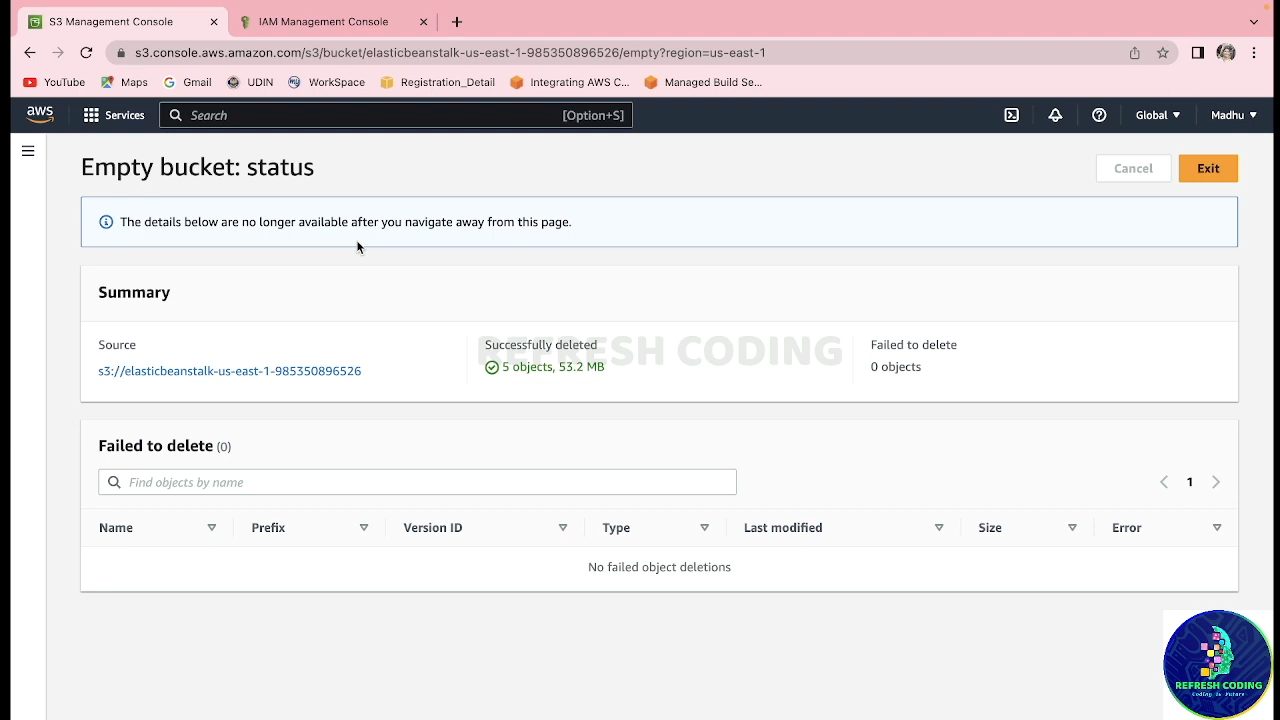 S3 Management Console
IAM Management Console
s3.console.aws.amazon.com/s3/bucket/elasticbeanstalk-us-east-1-985350896526/empty?region=us-east-1
YouTube Maps Gmail UDIN WorkSpace Registration_Detail Integrating AWS C... Managed Build Se...
aws Services Search [Option+S] Global Madhu
Empty bucket: status
Cancel Exit
The details below are no longer available after you navigate away from this page.
Summary
Source Successfully deleted Failed to delete
s3://elasticbeanstalk-us-east-1-985350896526 5 objects, 53.2 MB 0 objects
REFRESH CODING
Failed to delete (0)
Find objects by name 1
Name Prefix Version ID Type Last modified Size Error
No failed object deletions
REFRESH CODING
Coding is Future